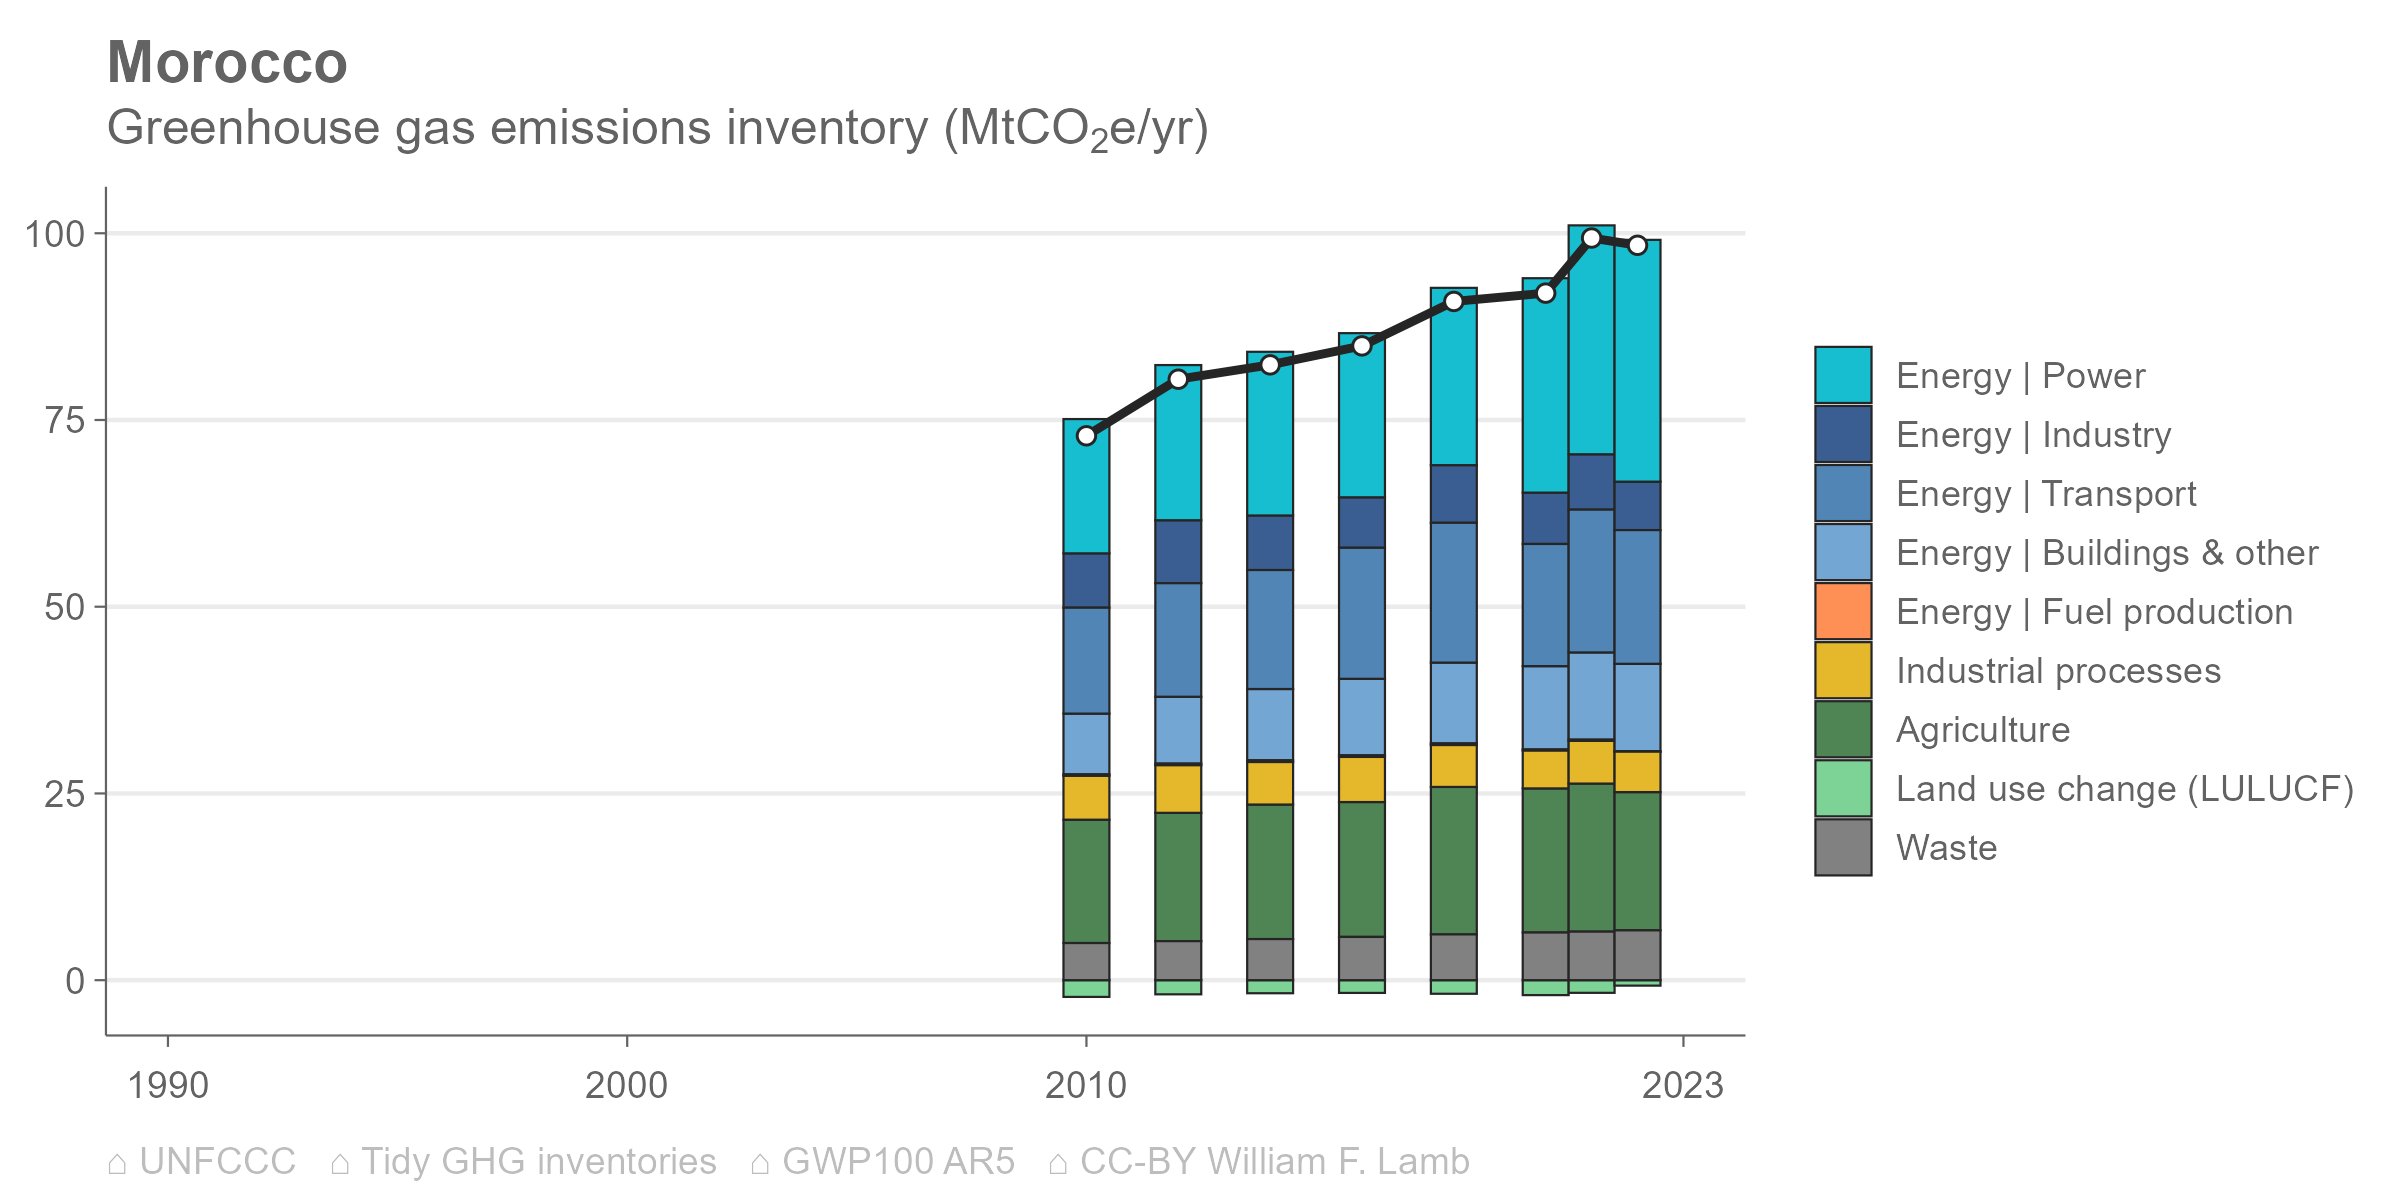 Morocco
Greenhouse gas emissions inventory (MtCO₂e/yr)
100
75
50
25
0
1990 2000 2010 2023
Energy | Power
Energy | Industry
Energy | Transport
Energy | Buildings & other
Energy | Fuel production
Industrial processes
Agriculture
Land use change (LULUCF)
Waste
⌂ UNFCCC ⌂ Tidy GHG inventories ⌂ GWP100 AR5 ⌂ CC-BY William F. Lamb